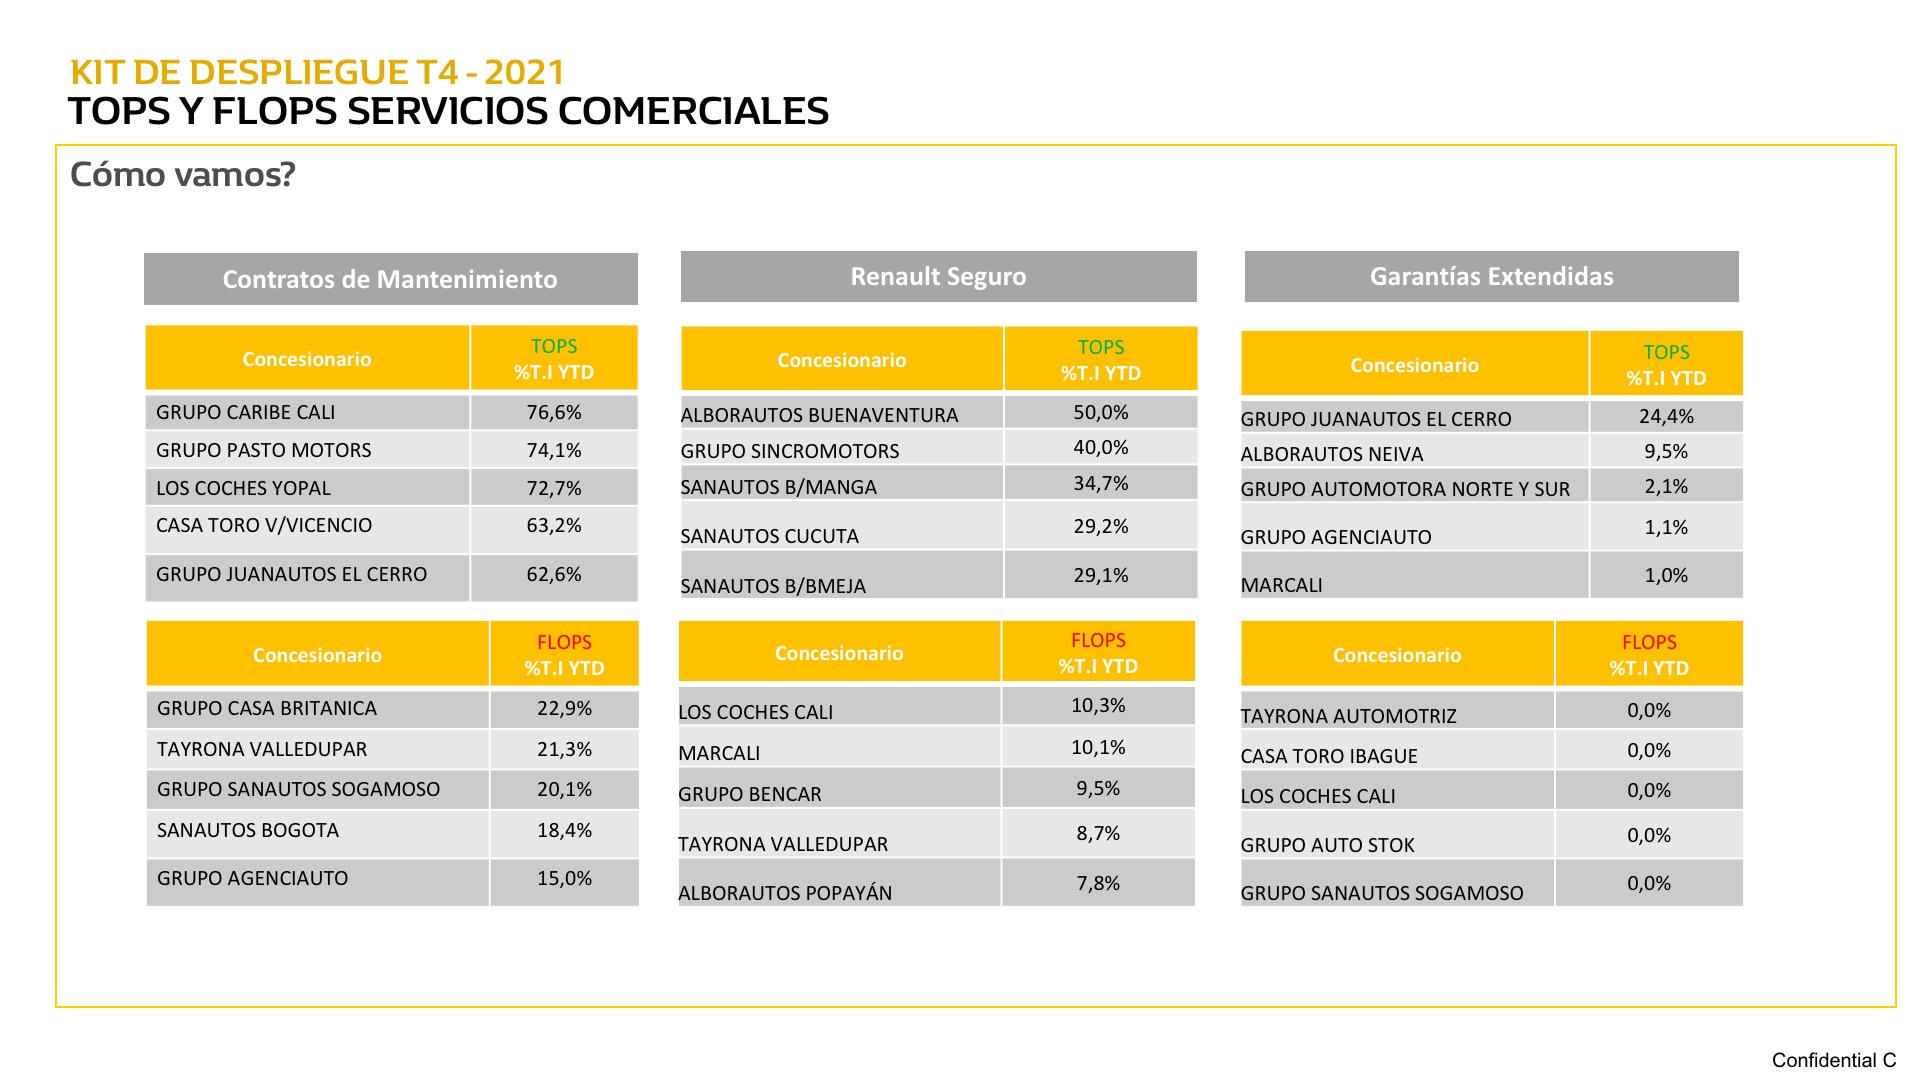 KIT DE DESPLIEGUE T4 - 2021
TOPS Y FLOPS SERVICIOS COMERCIALES
Cómo vamos?
Contratos de Mantenimiento
Concesionario
TOPS
%T.I YTD
GRUPO CARIBE CALI 76,6%
GRUPO PASTO MOTORS 74,1%
LOS COCHES YOPAL 72,7%
CASA TORO V/VICENCIO 63,2%
GRUPO JUANAUTOS EL CERRO 62,6%
Concesionario
FLOPS
%T.I YTD
GRUPO CASA BRITANICA 22,9%
TAYRONA VALLEDUPAR 21,3%
GRUPO SANAUTOS SOGAMOSO 20,1%
SANAUTOS BOGOTA 18,4%
GRUPO AGENCIAUTO 15,0%
Renault Seguro
Concesionario
TOPS
%T.I YTD
ALBORAUTOS BUENAVENTURA 50,0%
GRUPO SINCROMOTORS 40,0%
SANAUTOS B/MANGA 34,7%
SANAUTOS CUCUTA 29,2%
SANAUTOS B/BMEJA 29,1%
Concesionario
FLOPS
%T.I YTD
LOS COCHES CALI 10,3%
MARCALI 10,1%
GRUPO BENCAR 9,5%
TAYRONA VALLEDUPAR 8,7%
ALBORAUTOS POPAYÁN 7,8%
Garantías Extendidas
Concesionario
TOPS
%T.I YTD
GRUPO JUANAUTOS EL CERRO 24,4%
ALBORAUTOS NEIVA 9,5%
GRUPO AUTOMOTORA NORTE Y SUR 2,1%
GRUPO AGENCIAUTO 1,1%
MARCALI 1,0%
Concesionario
FLOPS
%T.I YTD
TAYRONA AUTOMOTRIZ 0,0%
CASA TORO IBAGUE 0,0%
LOS COCHES CALI 0,0%
GRUPO AUTO STOK 0,0%
GRUPO SANAUTOS SOGAMOSO 0,0%
Confidential C